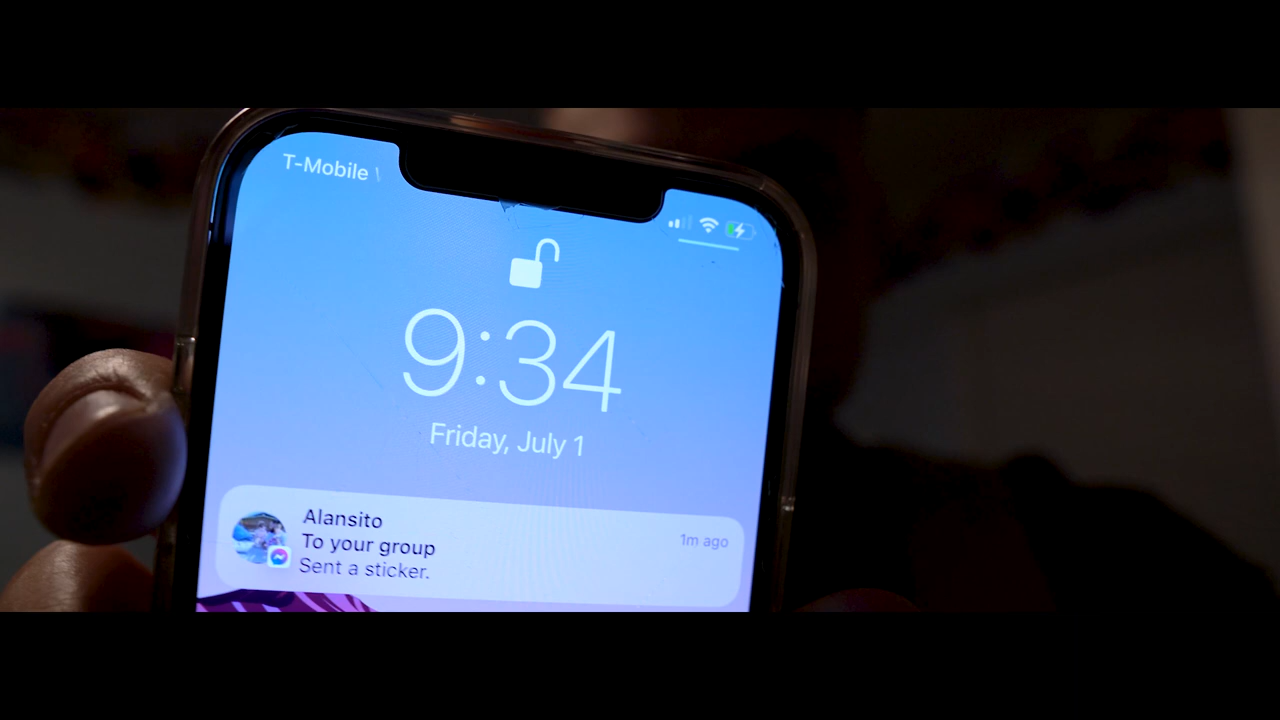 T-Mobile
9:34
Friday, July 1
Alansito
1m ago
To your group
Sent a sticker.